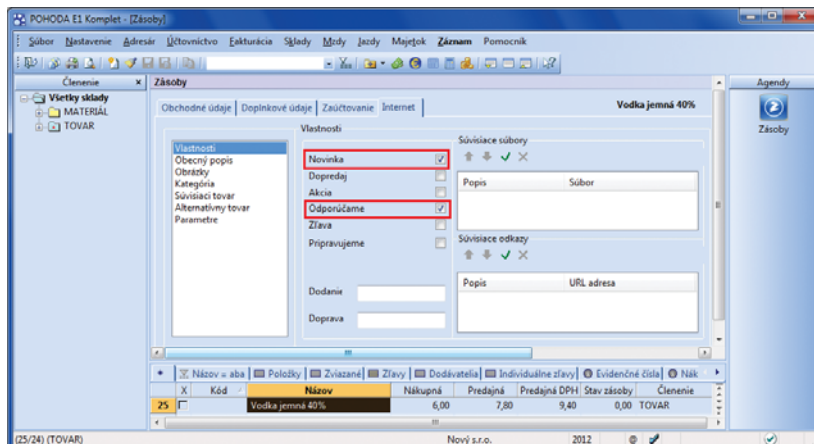 POHODA E1 Komplet - [Zásoby]
Súbor Nastavenie Adresár Účtovníctvo Fakturácia Sklady Mzdy Jazdy Majetok Záznam Pomocník
Členenie x Zásoby Agendy
Všetky sklady
MATERIÁL
TOVAR
Obchodné údaje Doplnkové údaje Zaúčtovanie Internet Vodka jemná 40%
Zásoby
Vlastnosti
Obecný popis
Obrázky
Kategória
Súvisiaci tovar
Alternatívny tovar
Parametre
Vlastnosti
Novinka
Dopredaj
Akcia
Odporúčame
Zľava
Pripravujeme
Dodanie
Doprava
Súvisiace súbory
Popis Súbor
Súvisiace odkazy
Popis URL adresa
Názov = aba Položky Zviazané Zľavy Dodávatelia Individuálne zľavy Evidenčné čísla Nák
X Kód Názov Nákupná Predajná Predajná DPH Stav zásoby Členenie
25 Vodka jemná 40% 6,00 7,80 9,40 0,00 TOVAR
(25/24) (TOVAR) Nový s.r.o. 2012 @